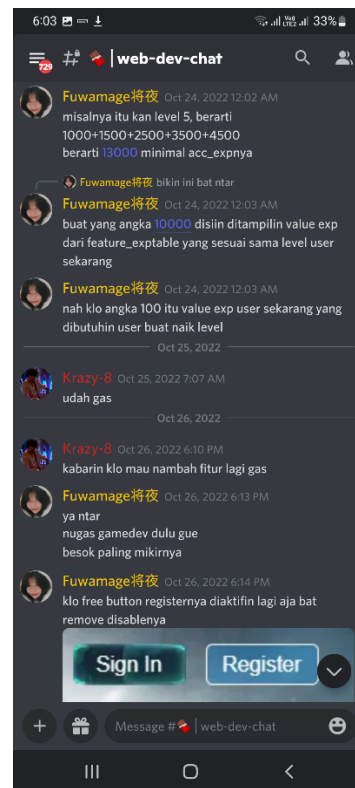 6:03
33%
729
web-dev-chat
Fuwamage将夜 Oct 24, 2022 12:02 AM
misalnya itu kan level 5, berarti
1000+1500+2500+3500+4500
berarti 13000 minimal acc_expnya
Fuwamage将夜 bikin ini bat ntar
Fuwamage将夜 Oct 24, 2022 12:03 AM
buat yang angka 10000 disiin ditampilin value exp
dari feature_exptable yang sesuai sama level user
sekarang
Fuwamage将夜 Oct 24, 2022 12:03 AM
nah klo angka 100 itu value exp user sekarang yang
dibutuhin user buat naik level
Oct 25, 2022
Krazy-8 Oct 25, 2022 7:07 AM
udah gas
Oct 26, 2022
Krazy-8 Oct 26, 2022 6:10 PM
kabarin klo mau nambah fitur lagi gas
Fuwamage将夜 Oct 26, 2022 6:13 PM
ya ntar
nugas gamedev dulu gue
besok paling mikirnya
Fuwamage将夜 Oct 26, 2022 6:14 PM
klo free button registernya diaktifin lagi aja bat
remove disablenya
Sign In Register
Message # | web-dev-chat